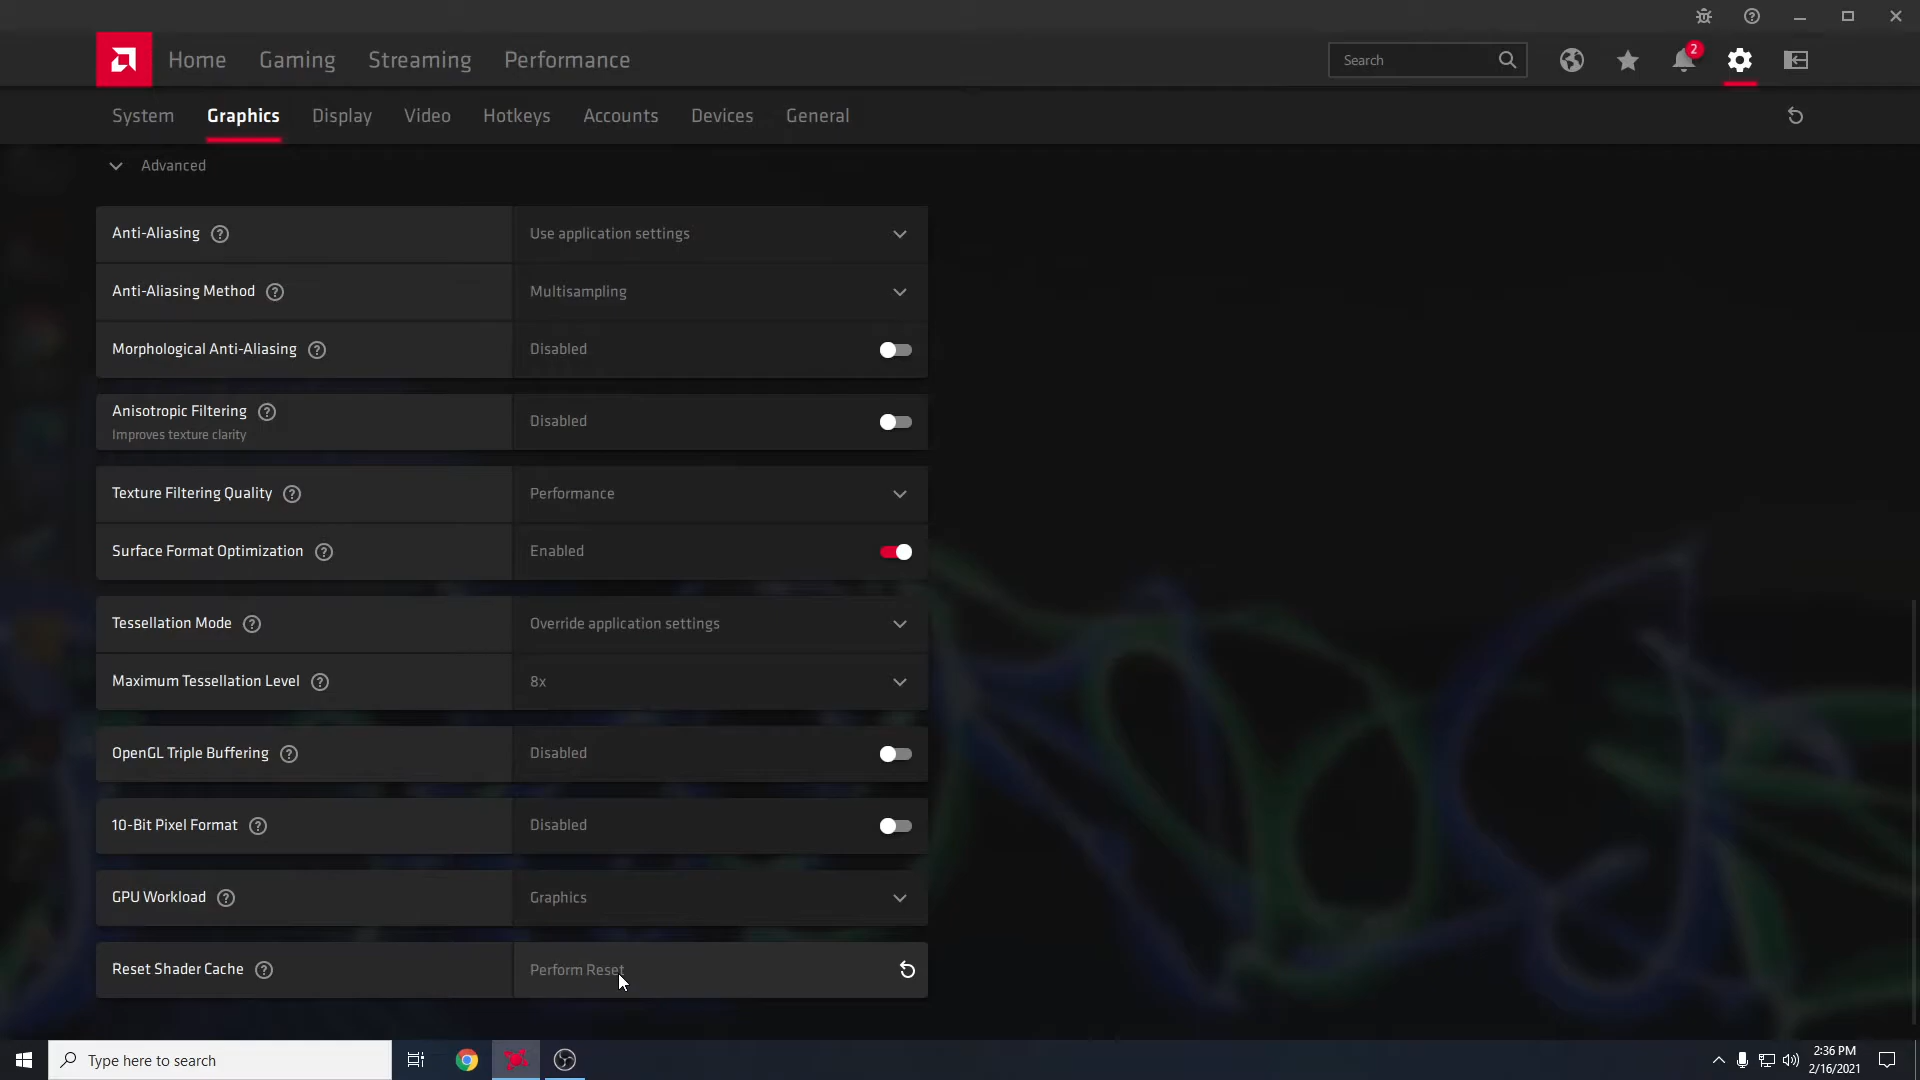 Home Gaming Streaming Performance Search 2
System Graphics Display Video Hotkeys Accounts Devices General
Advanced
Anti-Aliasing ? Use application settings
Anti-Aliasing Method ? Multisampling
Morphological Anti-Aliasing ? Disabled
Anisotropic Filtering ? Disabled
Improves texture clarity
Texture Filtering Quality ? Performance
Surface Format Optimization ? Enabled
Tessellation Mode ? Override application settings
Maximum Tessellation Level ? 8x
OpenGL Triple Buffering ? Disabled
10-Bit Pixel Format ? Disabled
GPU Workload ? Graphics
Reset Shader Cache ? Perform Reset
Type here to search 2:36 PM
2/16/2021